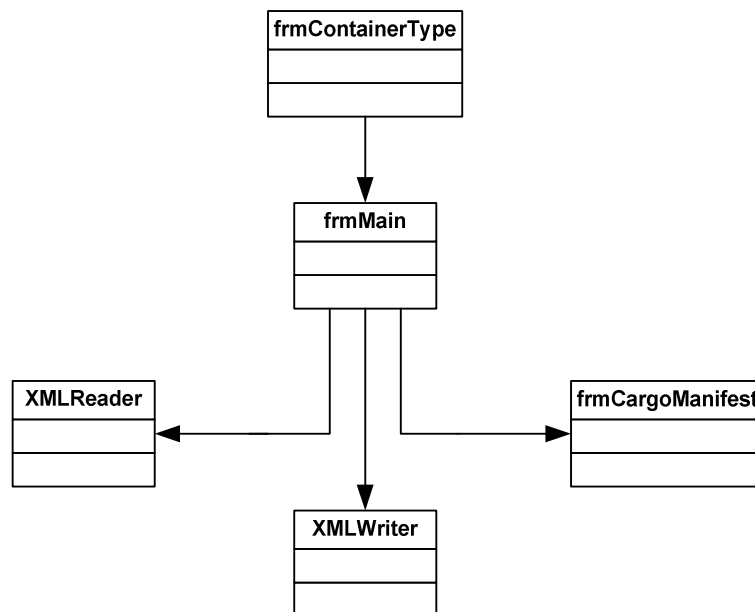 frmContainerType
frmMain
XMLReader
frmCargoManifest
XMLWriter